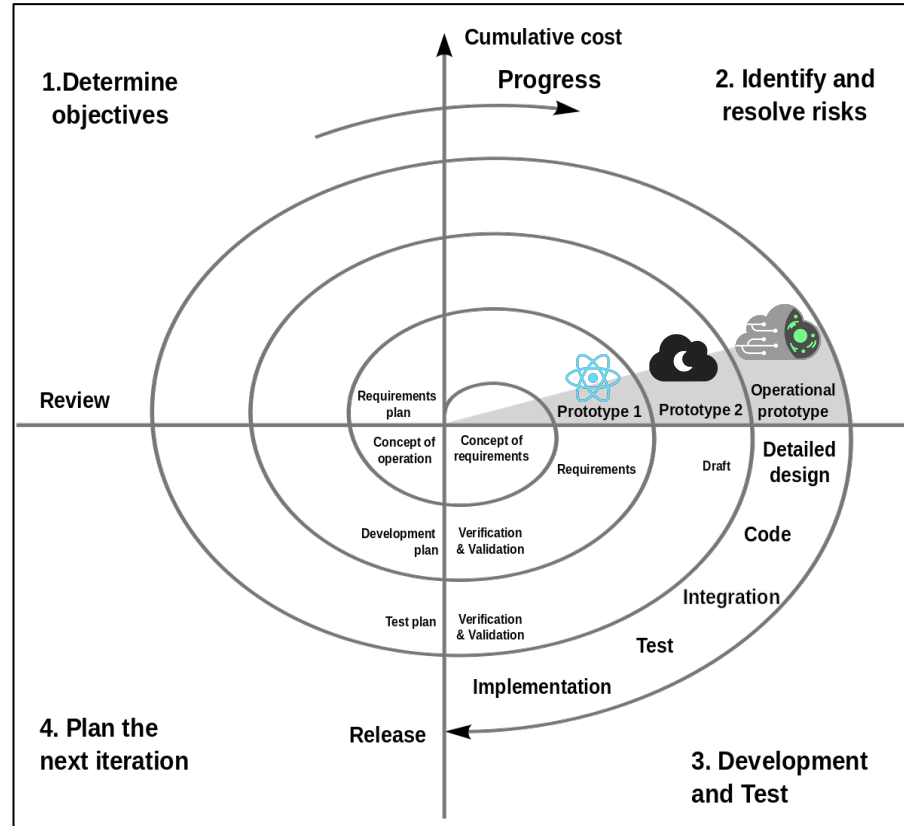 Cumulative cost
Progress
1.Determine
objectives
2. Identify and
resolve risks
Review
Requirements
plan
Prototype 1
Prototype 2
Operational
prototype
Concept of
operation
Concept of
requirements
Requirements
Draft
Detailed
design
Development
plan
Verification
& Validation
Code
Integration
Test plan
Verification
& Validation
Test
Implementation
Release
4. Plan the
next iteration
3. Development
and Test